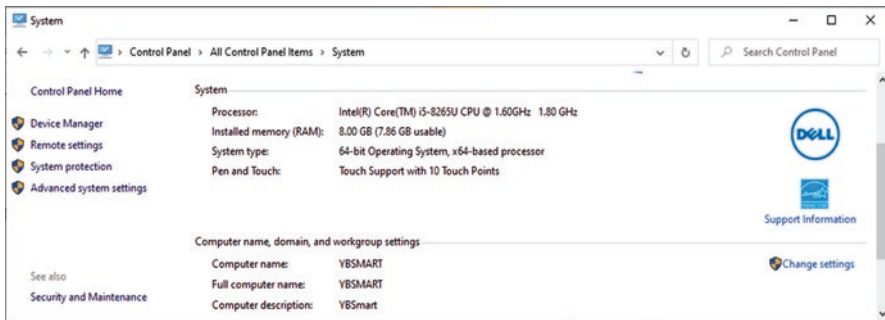 System
Control Panel > All Control Panel Items > System
Search Control Panel
Control Panel Home
Device Manager
Remote settings
System protection
Advanced system settings
See also
Security and Maintenance
System
Processor: Intel(R) Core(TM) i5-8265U CPU @ 1.60GHz 1.80 GHz
Installed memory (RAM): 8.00 GB (7.86 GB usable)
System type: 64-bit Operating System, x64-based processor
Pen and Touch: Touch Support with 10 Touch Points
DELL
Support Information
Computer name, domain, and workgroup settings
Computer name: YBSMART
Full computer name: YBSMART
Computer description: YBSmart
Change settings